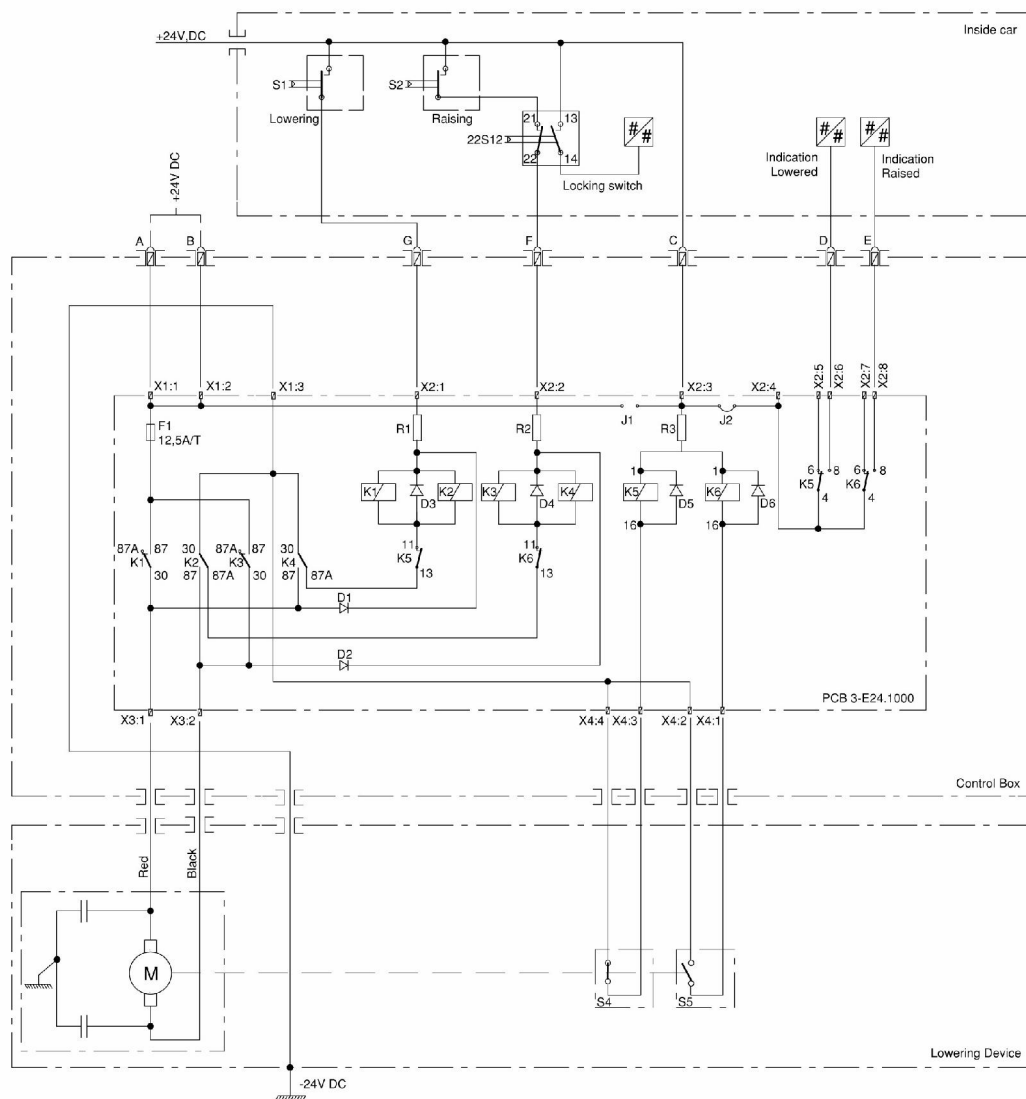 Inside car
+24V,DC
S1
S2
Lowering
Raising
21
13
22S12
22
14
Locking switch
##
##
##
Indication
Lowered
Indication
Raised
+24V DC
A
B
G
F
C
D
E
X1:1
X1:2
X1:3
X2:1
X2:2
X2:3
X2:4
X2:5
X2:6
X2:7
X2:8
F1
12,5A/T
R1
R2
J1
R3
J2
K1
K2
K3
K4
K5
K6
D3
D4
D5
D6
1
1
16
16
6
8
K5
4
6
8
K6
4
87A
87
K1
30
30
K2
87
87A
87A
87
K3
30
30
K4
87
87A
11
K5
13
11
K6
13
D1
D2
PCB 3-E24.1000
X3:1
X3:2
X4:4
X4:3
X4:2
X4:1
Control Box
Red
Black
M
S4
S5
Lowering Device
-24V DC